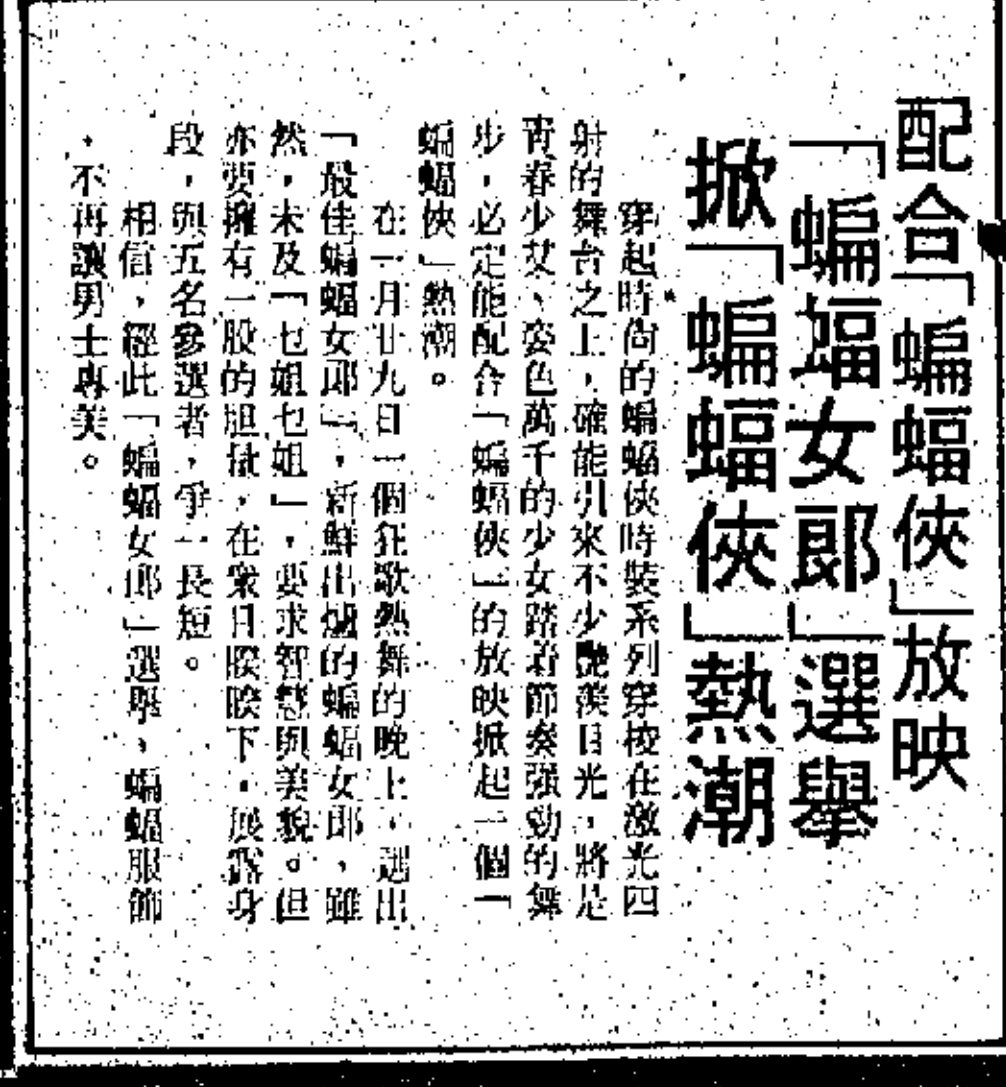 配合「蝙蝠俠」放映
「蝙蝠女郎」選舉
掀「蝙蝠俠」熱潮
穿起時尚的蝙蝠俠時裝系列穿梭在激光四
射的舞台之上，確能引來不少艷羨目光，將是
青春少艾、姿色萬千的少女踏着節奏强勁的舞
步，必定能配合「蝙蝠俠」的放映掀起一個「
蝙蝠俠」熱潮。
在一月廿九日一個狂歌熱舞的晚上，選出
「最佳蝙蝠女郎」，新鮮出爐的蝙蝠女郎，雖
然，未及「乜姐乜姐」，要求智慧與美貌。但
亦要擁有一股的胆量，在衆目睽睽下，展露身
段，與五名參選者，爭一長短。
相信，經此「蝙蝠女郎」選舉、蝙蝠服飾
，不再讓男士專美。